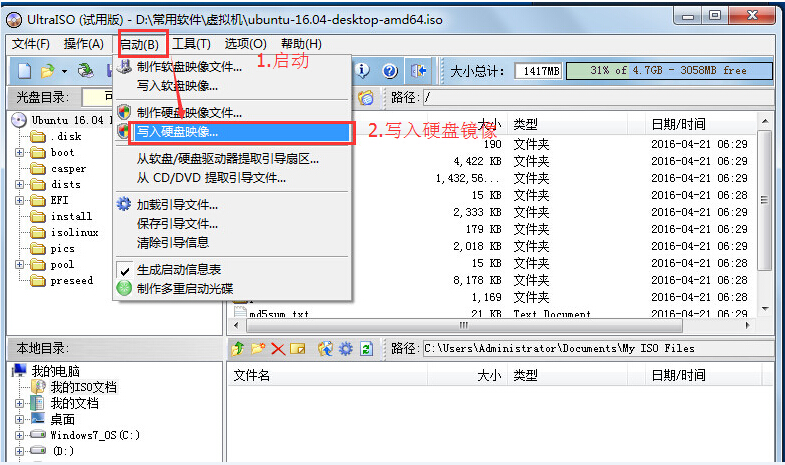 UltraISO (试用版) - D:\常用软件\虚拟机\ubuntu-16.04-desktop-amd64.iso
文件(F) 操作(A) 启动(B) 工具(T) 选项(O) 帮助(H)
1.启动
大小总计: 1417MB 31% of 4.7GB - 3058MB free
光盘目录: 可
路径: /
制作软盘映像文件...
写入软盘映像...
制作硬盘映像文件...
写入硬盘映像...
2.写入硬盘镜像
从软盘/硬盘驱动器提取引导扇区...
从 CD/DVD 提取引导文件...
加载引导文件...
保存引导文件...
清除引导信息
生成启动信息表
制作多重启动光碟
Ubuntu 16.04
.disk
boot
casper
dists
EFI
install
isolinux
pics
pool
preseed
大小 类型 日期/时间
190 文件夹 2016-04-21 06:29
4,422 KB 文件夹 2016-04-21 06:29
1,432,56... 文件夹 2016-04-21 06:29
15 KB 文件夹 2016-04-21 06:28
2,333 KB 文件夹 2016-04-21 06:29
179 KB 文件夹 2016-04-21 06:29
2,018 KB 文件夹 2016-04-21 06:29
15 KB 文件夹 2016-04-21 06:28
8,178 KB 文件夹 2016-04-21 06:28
1,169 文件夹 2016-04-21 06:28
md5sum.txt 21 KB Text Document 2016-04-21 06:29
本地目录:
路径: C:\Users\Administrator\Documents\My ISO Files
我的电脑
我的ISO文档
我的文档
桌面
Windows7_OS(C:)
(D:)
文件名 大小 类型 日期/时间